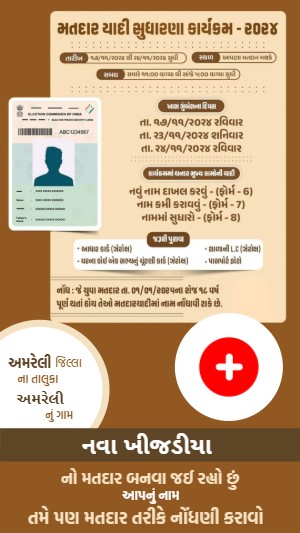 મતદાર યાદી સુધારણા કાર્યક્રમ - ૨૦૨૪
તારીખ ૧૭/૧૧/૨૦૨૪ થી ૨૪/૧૧/૨૦૨૪ સુધી સ્થળ આપણા મતદાન મથકે
સમય સવારે ૧૧:૦૦ વાગ્યા થી સાંજે ૫:૦૦ વાગ્યા સુધી
ખાસ ઝુંબેશના દિવસ
તા. ૧૭/૧૧/૨૦૨૪ રવિવાર
તા. ૨૩/૧૧/૨૦૨૪ શનિવાર
તા. ૨૪/૧૧/૨૦૨૪ રવિવાર
ELECTION COMMISSION OF INDIA
ABC1234567
કાર્યક્રમમાં થનાર મુખ્ય કામોની યાદી
નવું નામ દાખલ કરવું - (ફોર્મ - 6)
નામ કમી કરાવવું - (ફોર્મ - 7)
નામમાં સુધારો - (ફોર્મ - 8)
જરૂરી પુરાવા
• આધાર કાર્ડ (ઝેરોક્ષ) • શાળાની L.C (ઝેરોક્ષ)
• ઘરના કોઈ એક સભ્યનું ચૂંટણી કાર્ડ (ઝેરોક્ષ) • પાસપોર્ટ ફોટો
નોંધ : જે યુવા મતદાર તા. ૦૧/૦૧/૨૦૨૫ના રોજ ૧૮ વર્ષ
પૂર્ણ થતાં હોય તેઓ મતદારયાદીમાં નામ નોંધાવી શકે છે.
અમરેલી જિલ્લા
ના તાલુકા
અમરેલી
નું ગામ
નવા ખીજડીયા
નો મતદાર બનવા જઈ રહ્યો છું
આપનું નામ
તમે પણ મતદાર તરીકે નોંધણી કરાવો